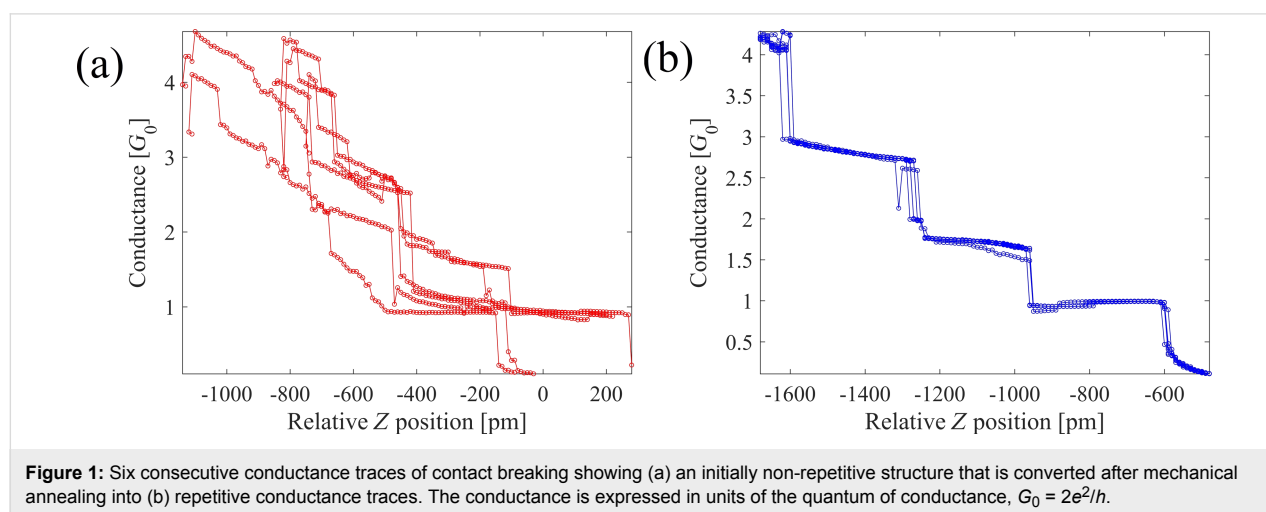 (a)
Conductance [G0]
4
3
2
1
-1000 -800 -600 -400 -200 0 200
Relative Z position [pm]
(b)
Conductance [G0]
4
3.5
3
2.5
2
1.5
1
0.5
-1600 -1400 -1200 -1000 -800 -600
Relative Z position [pm]
Figure 1: Six consecutive conductance traces of contact breaking showing (a) an initially non-repetitive structure that is converted after mechanical
annealing into (b) repetitive conductance traces. The conductance is expressed in units of the quantum of conductance, G0 = 2e²/h.